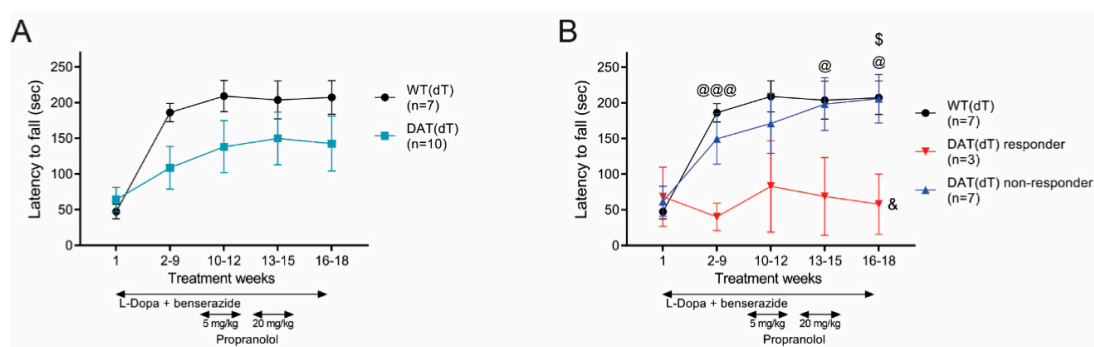 A
Latency to fall (sec)
250
200
150
100
50
0
1
2-9
10-12
13-15
16-18
Treatment weeks
L-Dopa + benserazide
5 mg/kg
20 mg/kg
Propranolol
WT(dT)
(n=7)
DAT(dT)
(n=10)
B
Latency to fall (sec)
250
200
150
100
50
0
@@@
@
$
@
&
1
2-9
10-12
13-15
16-18
Treatment weeks
L-Dopa + benserazide
5 mg/kg
20 mg/kg
Propranolol
WT(dT)
(n=7)
DAT(dT) responder
(n=3)
DAT(dT) non-responder
(n=7)